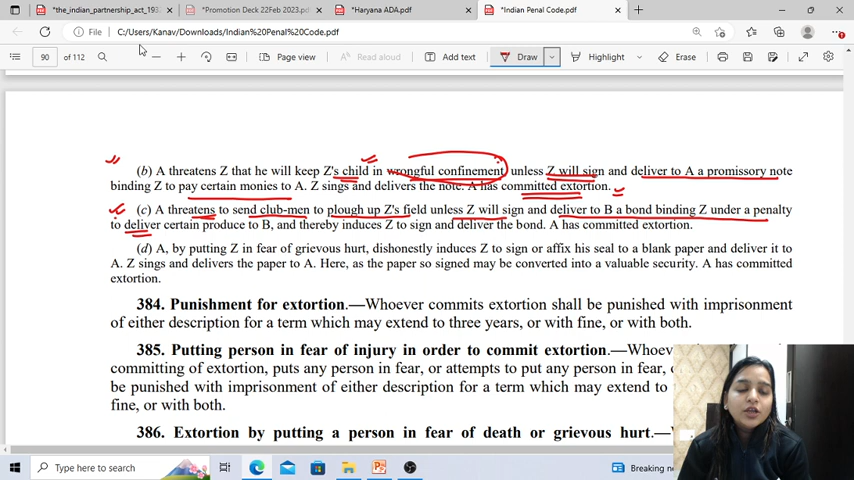 *the_indian_partnership_act_193
*Promotion Deck 22Feb 2023.pdf
*Haryana ADA.pdf
*Indian Penal Code.pdf
File
C:/Users/Kanav/Downloads/Indian%20Penal%20Code.pdf
90 of 112
Page view
Read aloud
Add text
Draw
Highlight
Erase
(b) A threatens Z that he will keep Z's child in wrongful confinement unless Z will sign and deliver to A a promissory note
binding Z to pay certain monies to A. Z sings and delivers the note. A has committed extortion.
(c) A threatens to send club-men to plough up Z's field unless Z will sign and deliver to B a bond binding Z under a penalty
to deliver certain produce to B, and thereby induces Z to sign and deliver the bond. A has committed extortion.
(d) A, by putting Z in fear of grievous hurt, dishonestly induces Z to sign or affix his seal to a blank paper and deliver it to
A. Z sings and delivers the paper to A. Here, as the paper so signed may be converted into a valuable security. A has committed
extortion.
384. Punishment for extortion.—Whoever commits extortion shall be punished with imprisonment
of either description for a term which may extend to three years, or with fine, or with both.
385. Putting person in fear of injury in order to commit extortion.—Whoev
committing of extortion, puts any person in fear, or attempts to put any person in fear,
be punished with imprisonment of either description for a term which may extend to
fine, or with both.
386. Extortion by putting a person in fear of death or grievous hurt.—
Type here to search
Breaking